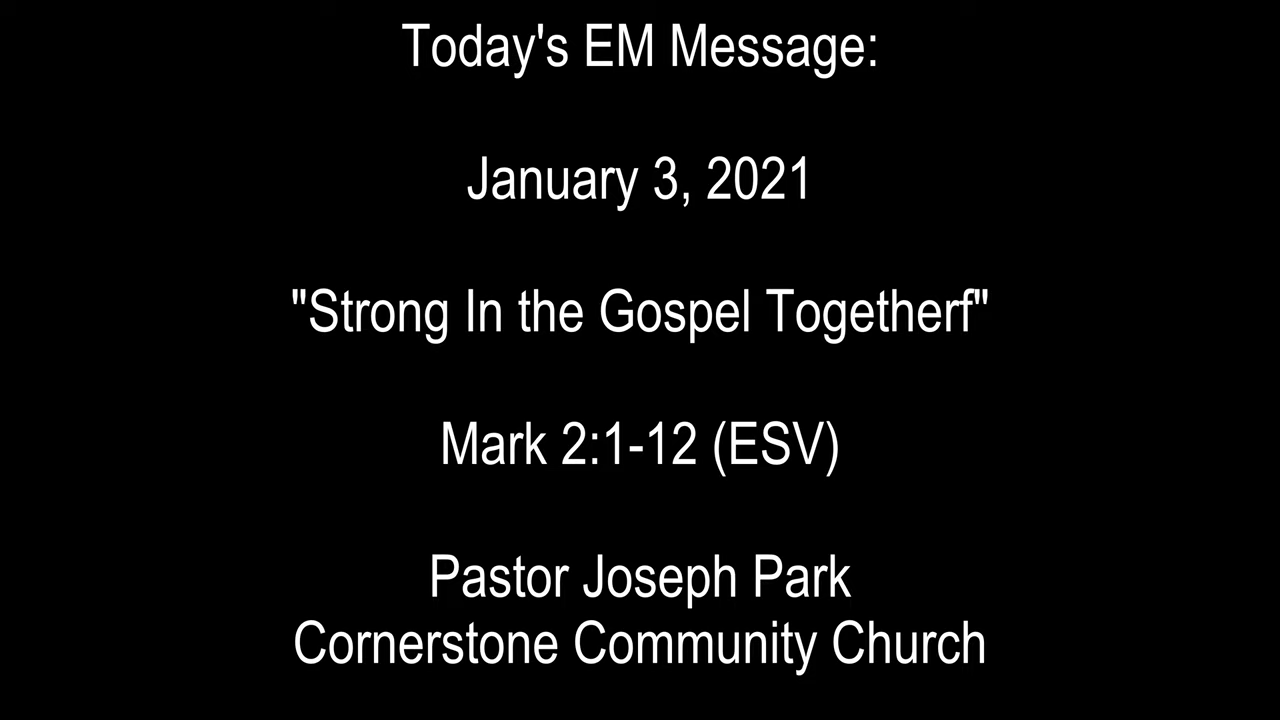 Today's EM Message:
January 3, 2021
"Strong In the Gospel Togetherf"
Mark 2:1-12 (ESV)
Pastor Joseph Park
Cornerstone Community Church